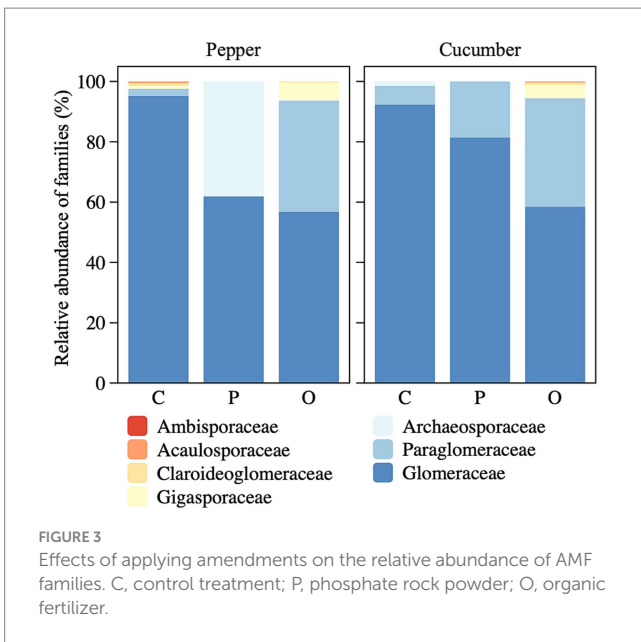 Pepper
Cucumber
Relative abundance of families (%)
100
80
60
40
20
0
C P O
C P O
Ambisporaceae
Acaulosporaceae
Claroideoglomeraceae
Gigasporaceae
Archaeosporaceae
Paraglomeraceae
Glomeraceae
FIGURE 3
Effects of applying amendments on the relative abundance of AMF
families. C, control treatment; P, phosphate rock powder; O, organic
fertilizer.